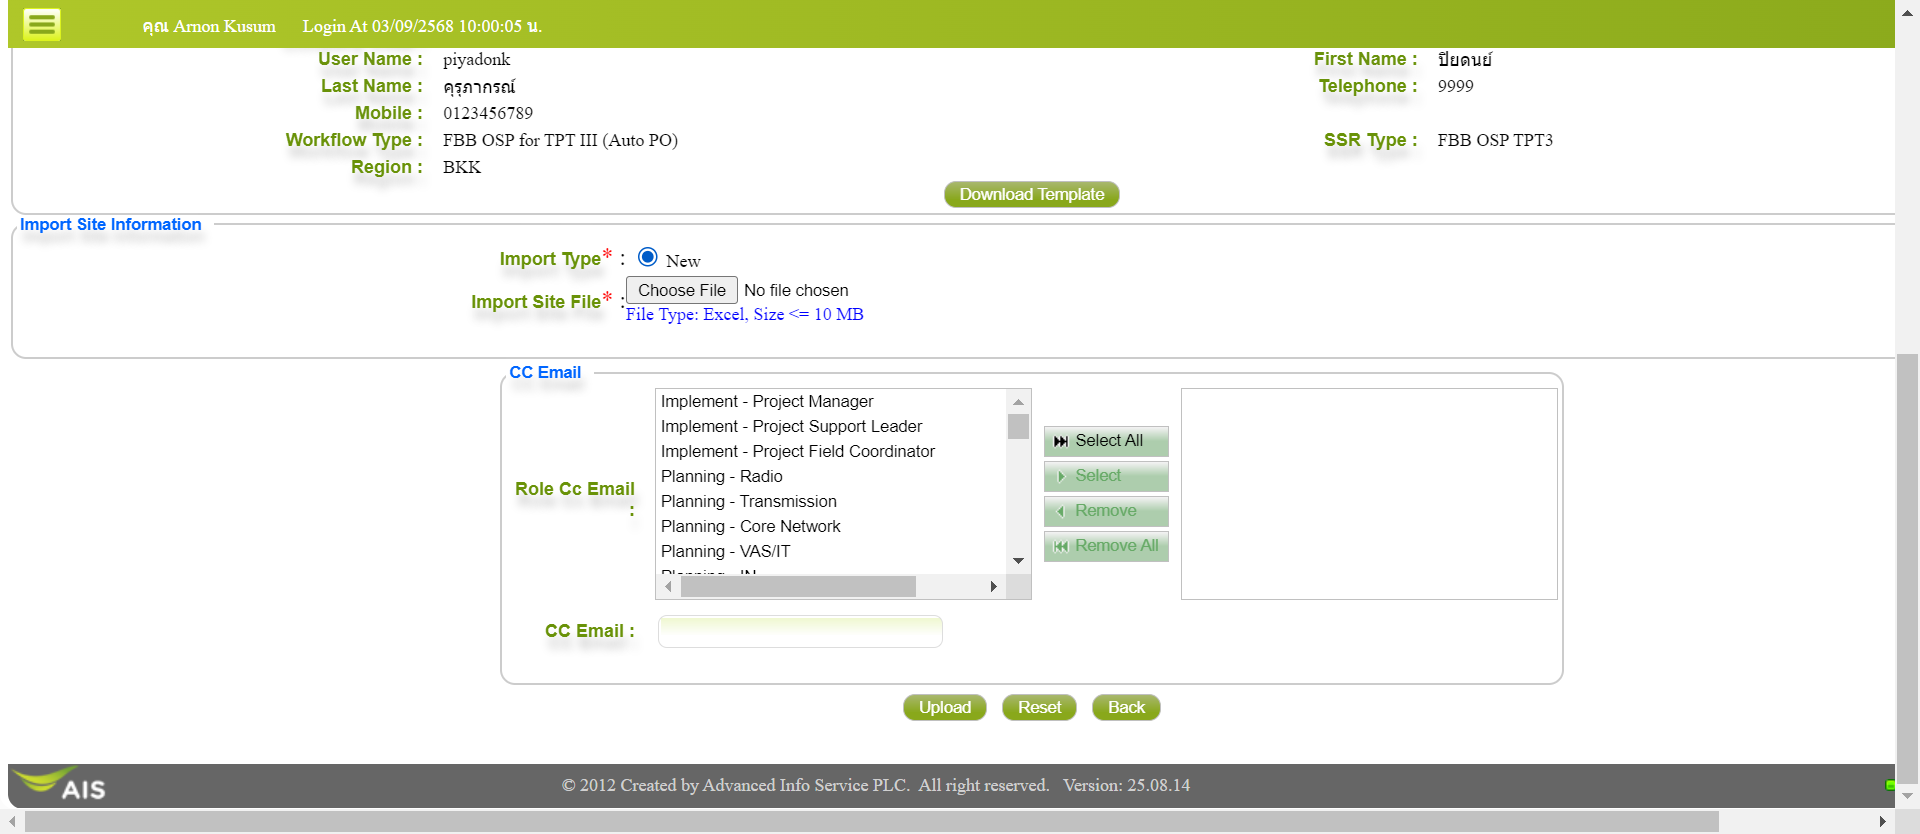 คุณ Arnon Kusum Login At 03/09/2568 10:00:05 น.
User Name : piyadonk First Name : ปิยดนย์
Last Name : คุรุภากรณ์ Telephone : 9999
Mobile : 0123456789
Workflow Type : FBB OSP for TPT III (Auto PO) SSR Type : FBB OSP TPT3
Region : BKK
Download Template
Import Site Information
Import Type* : New
Import Site File* : Choose File No file chosen
File Type: Excel, Size <= 10 MB
CC Email
Role Cc Email :
Implement - Project Manager
Implement - Project Support Leader
Implement - Project Field Coordinator
Planning - Radio
Planning - Transmission
Planning - Core Network
Planning - VAS/IT
Planning - IN
Select All
Select
Remove
Remove All
CC Email :
Upload Reset Back
AIS
© 2012 Created by Advanced Info Service PLC. All right reserved. Version: 25.08.14